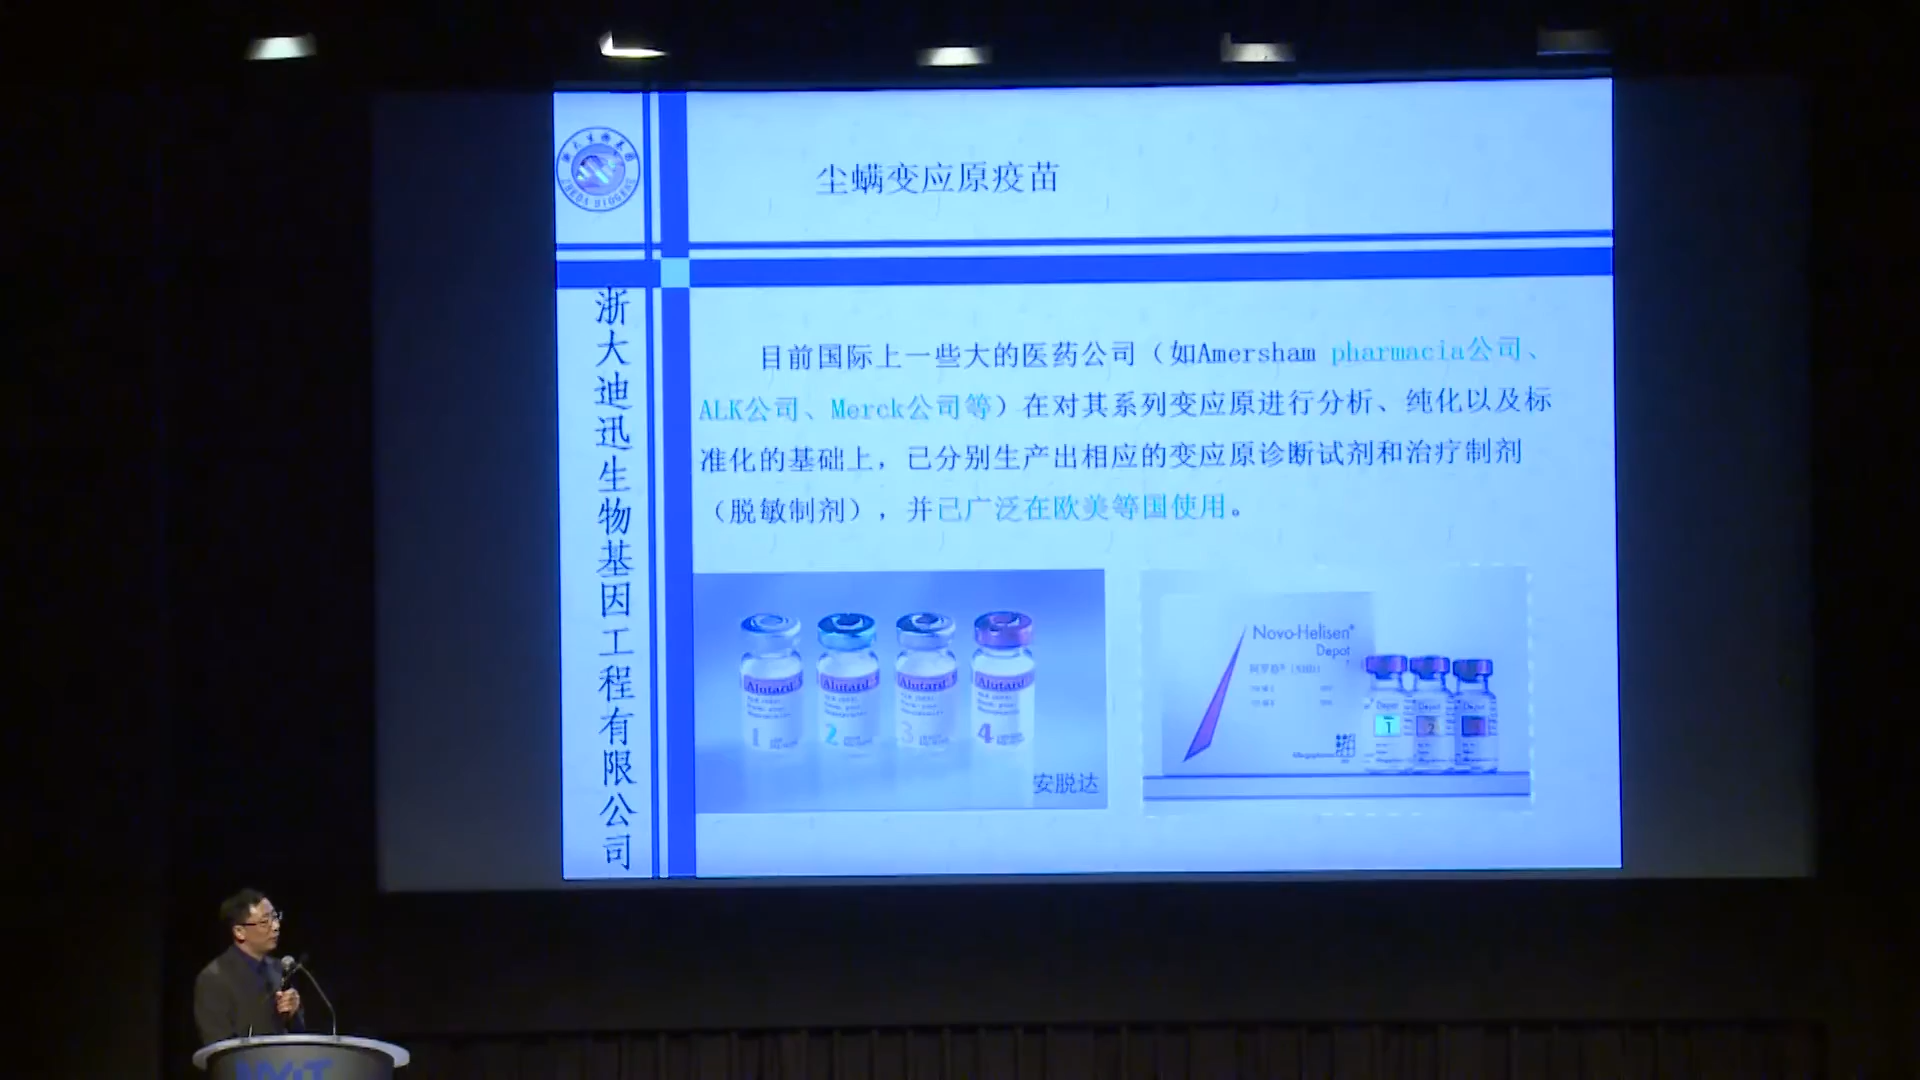 尘螨变应原疫苗
浙大迪迅生物基因工程有限公司
目前国际上一些大的医药公司（如Amersham pharmacia公司、
ALK公司、Merck公司等）在对其系列变应原进行分析、纯化以及标
准化的基础上，已分别生产出相应的变应原诊断试剂和治疗制剂
（脱敏制剂），并已广泛在欧美等国使用。
Alutard
1
Alutard
2
Alutard
3
Alutard
4
安脱达
Novo-Helisen®
Depot
Depot
1
Depot
2
Depot
NYIT